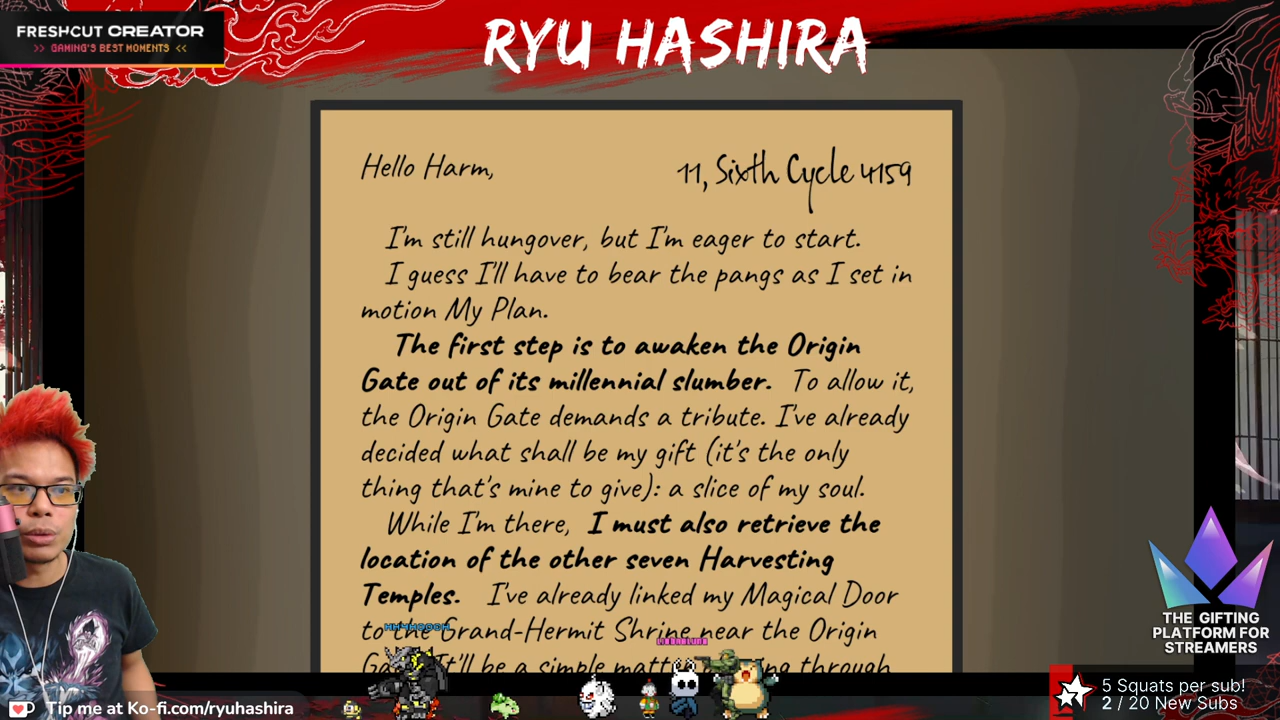 FRESHCUT CREATOR
>> GAMING'S BEST MOMENTS <<
RYU HASHIRA
Hello Harm,
11, Sixth Cycle 4159
I'm still hungover, but I'm eager to start.
I guess I'll have to bear the pangs as I set in
motion My Plan.
The first step is to awaken the Origin
Gate out of its millennial slumber. To allow it,
the Origin Gate demands a tribute. I've already
decided what shall be my gift (it's the only
thing that's mine to give): a slice of my soul.
While I'm there, I must also retrieve the
location of the other seven Harvesting
Temples. I've already linked my Magical Door
to the Grand-Hermit Shrine near the Origin
It'll be a simple through
THE GIFTING
PLATFORM FOR
STREAMERS
5 Squats per sub!
2 / 20 New Subs
Tip me at Ko-fi.com/ryuhashira